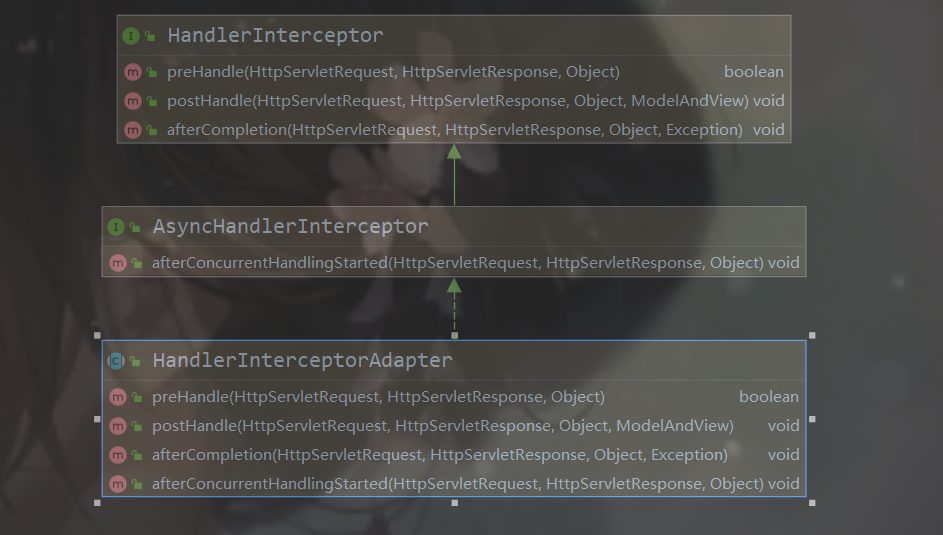 HandlerInterceptor
preHandle(HttpServletRequest, HttpServletResponse, Object) boolean
postHandle(HttpServletRequest, HttpServletResponse, Object, ModelAndView) void
afterCompletion(HttpServletRequest, HttpServletResponse, Object, Exception) void
AsyncHandlerInterceptor
afterConcurrentHandlingStarted(HttpServletRequest, HttpServletResponse, Object) void
HandlerInterceptorAdapter
preHandle(HttpServletRequest, HttpServletResponse, Object) boolean
postHandle(HttpServletRequest, HttpServletResponse, Object, ModelAndView) void
afterCompletion(HttpServletRequest, HttpServletResponse, Object, Exception) void
afterConcurrentHandlingStarted(HttpServletRequest, HttpServletResponse, Object) void